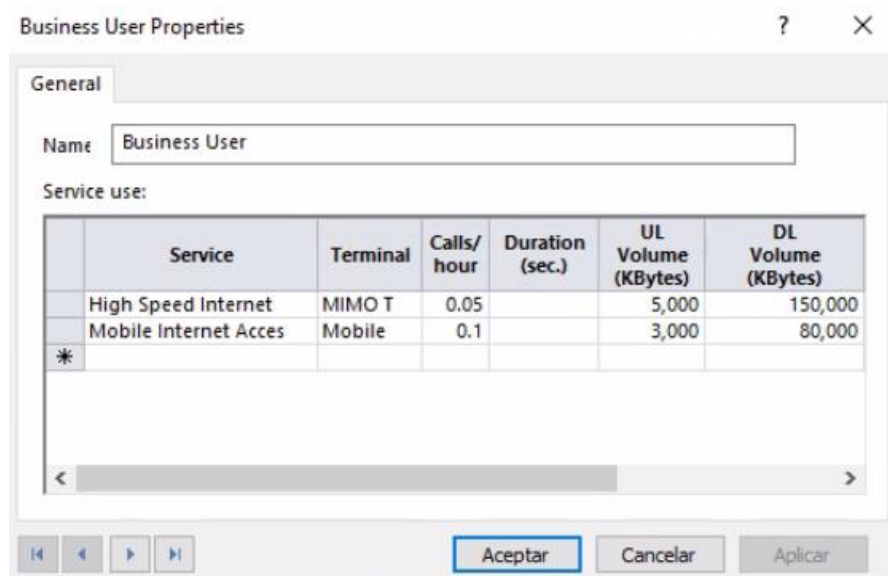 Business User Properties ? ×
General
Name Business User
Service use:
Service Terminal Calls/hour Duration (sec.) UL Volume (KBytes) DL Volume (KBytes)
High Speed Internet MIMO T 0.05 5,000 150,000
Mobile Internet Acces Mobile 0.1 3,000 80,000
Aceptar Cancelar Aplicar